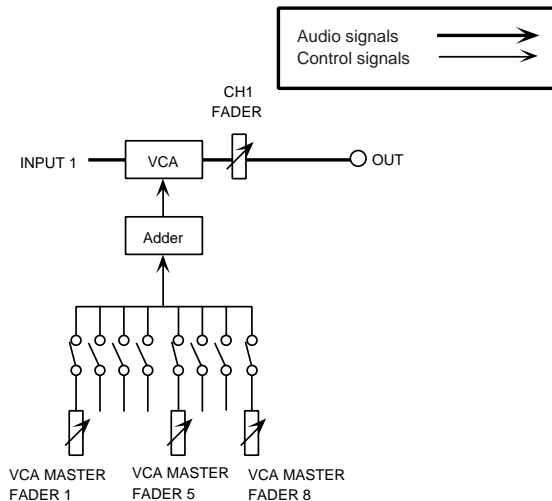 Audio signals
Control signals
CH1
FADER
INPUT 1
VCA
OUT
Adder
VCA MASTER
FADER 1
VCA MASTER
FADER 5
VCA MASTER
FADER 8